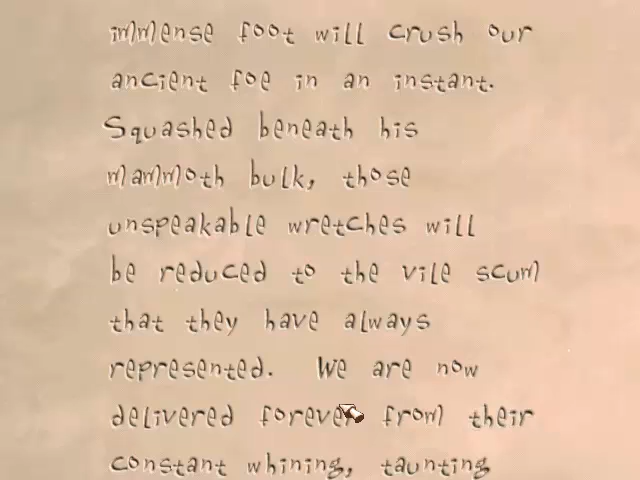 immense foot will crush our
ancient foe in an instant.
Squashed beneath his
mammoth bulk, those
unspeakable wretches will
be reduced to the vile scum
that they have always
represented. We are now
delivered forever from their
constant whining, taunting